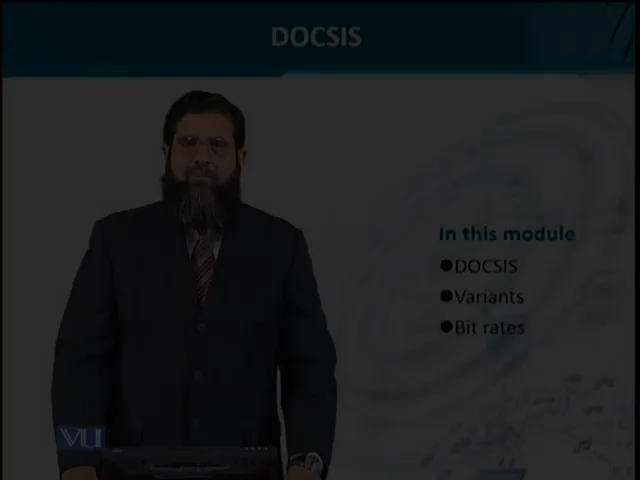 DOCSIS
In this module
●DOCSIS
●Variants
●Bit rates
VU